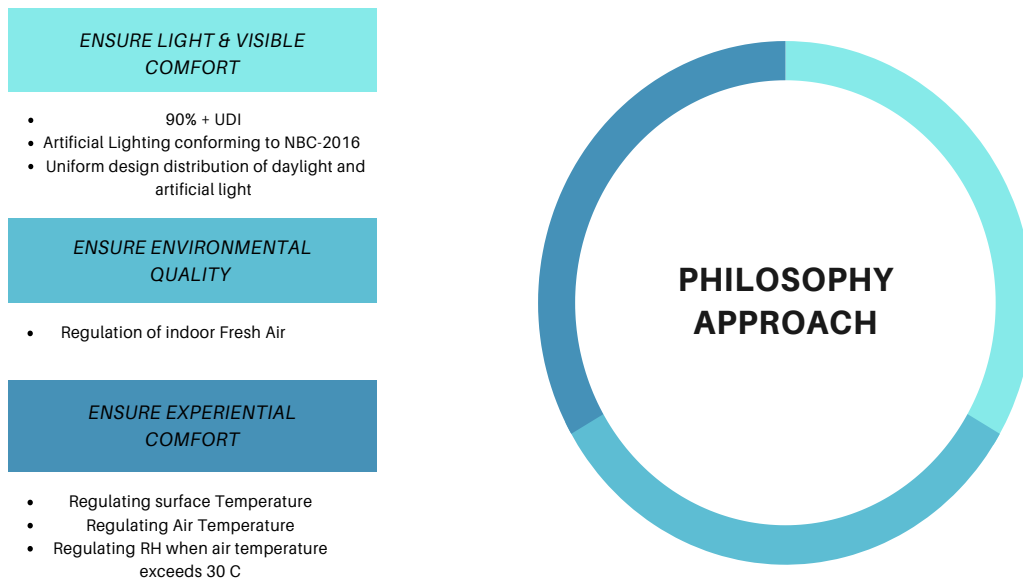 ENSURE LIGHT & VISIBLE
COMFORT
• 90% + UDI
• Artificial Lighting conforming to NBC-2016
• Uniform design distribution of daylight and
artificial light
ENSURE ENVIRONMENTAL
QUALITY
• Regulation of indoor Fresh Air
ENSURE EXPERIENTIAL
COMFORT
• Regulating surface Temperature
• Regulating Air Temperature
• Regulating RH when air temperature
exceeds 30 C
PHILOSOPHY
APPROACH